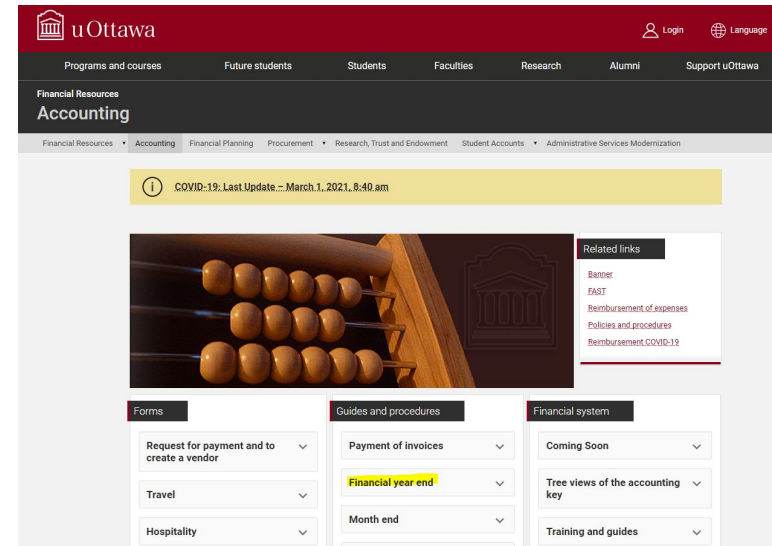 uOttawa
Login
Language
Programs and courses
Future students
Students
Faculties
Research
Alumni
Support uOttawa
Financial Resources
Accounting
Financial Resources
Accounting
Financial Planning
Procurement
Research, Trust and Endowment
Student Accounts
Administrative Services Modernization
COVID-19: Last Update – March 1, 2021, 8:40 am
Related links
Banner
FAST
Reimbursement of expenses
Policies and procedures
Reimbursement COVID-19
Forms
Request for payment and to
create a vendor
Travel
Hospitality
Guides and procedures
Payment of invoices
Financial year end
Month end
Financial system
Coming Soon
Tree views of the accounting
key
Training and guides